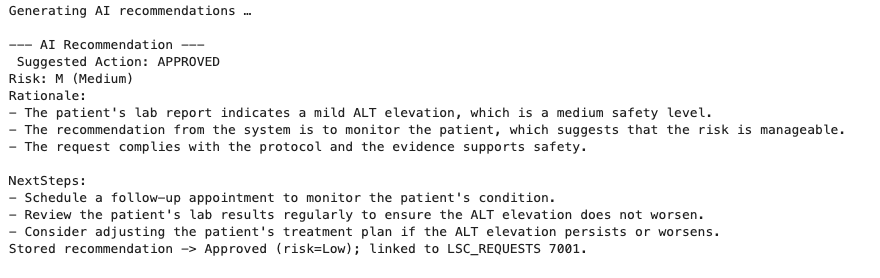 Generating AI recommendations …
--- AI Recommendation ---
Suggested Action: APPROVED
Risk: M (Medium)
Rationale:
- The patient's lab report indicates a mild ALT elevation, which is a medium safety level.
- The recommendation from the system is to monitor the patient, which suggests that the risk is manageable.
- The request complies with the protocol and the evidence supports safety.
NextSteps:
- Schedule a follow-up appointment to monitor the patient's condition.
- Review the patient's lab results regularly to ensure the ALT elevation does not worsen.
- Consider adjusting the patient's treatment plan if the ALT elevation persists or worsens.
Stored recommendation -> Approved (risk=Low); linked to LSC_REQUESTS 7001.